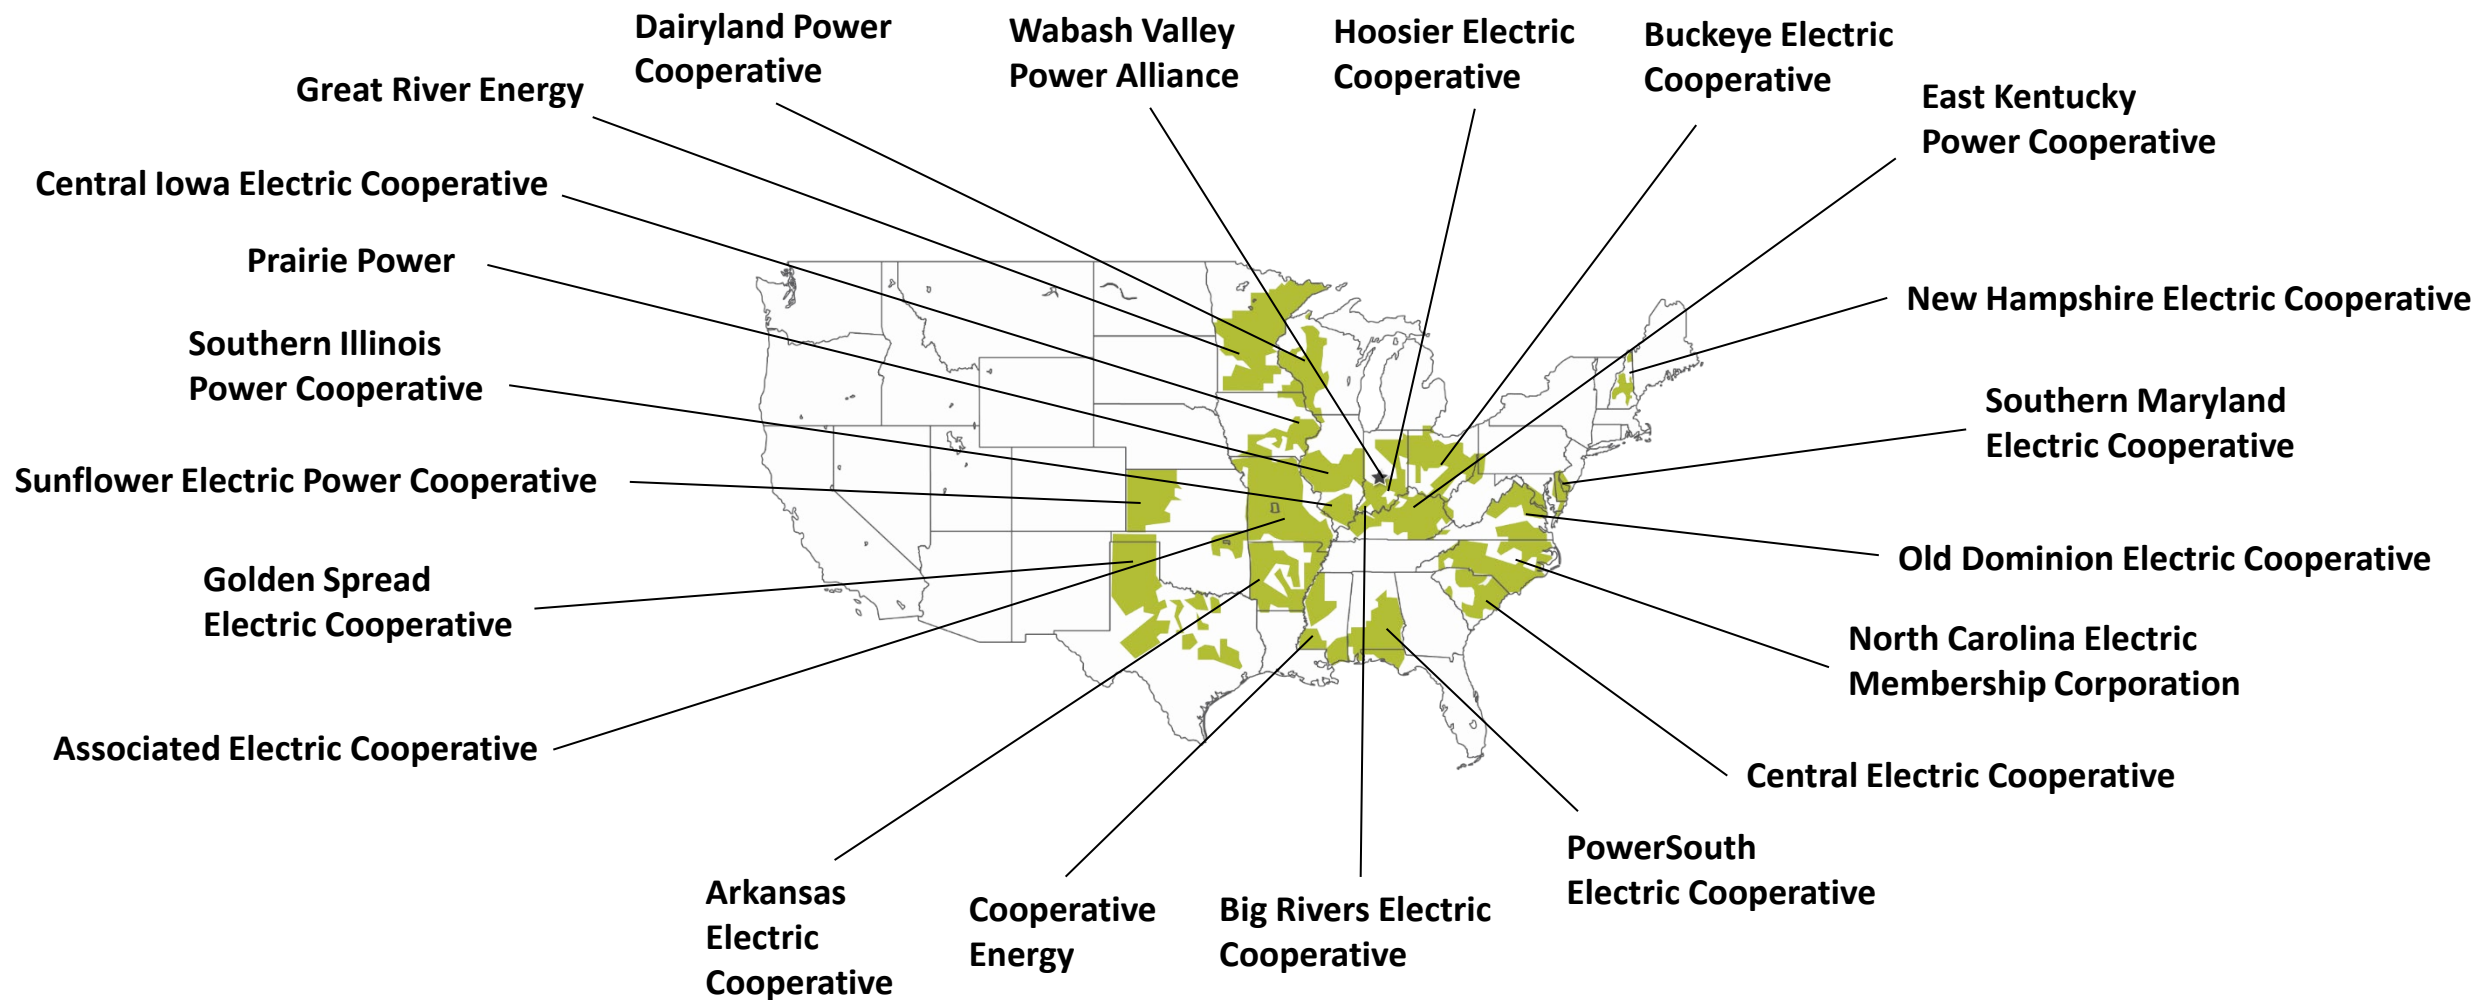 Dairyland Power
Cooperative
Wabash Valley
Power Alliance
Hoosier Electric
Cooperative
Buckeye Electric
Cooperative
Great River Energy
East Kentucky
Power Cooperative
Central Iowa Electric Cooperative
Prairie Power
New Hampshire Electric Cooperative
Southern Illinois
Power Cooperative
Southern Maryland
Electric Cooperative
Sunflower Electric Power Cooperative
Old Dominion Electric Cooperative
Golden Spread
Electric Cooperative
North Carolina Electric
Membership Corporation
Associated Electric Cooperative
Central Electric Cooperative
PowerSouth
Electric Cooperative
Arkansas
Electric
Cooperative
Cooperative
Energy
Big Rivers Electric
Cooperative